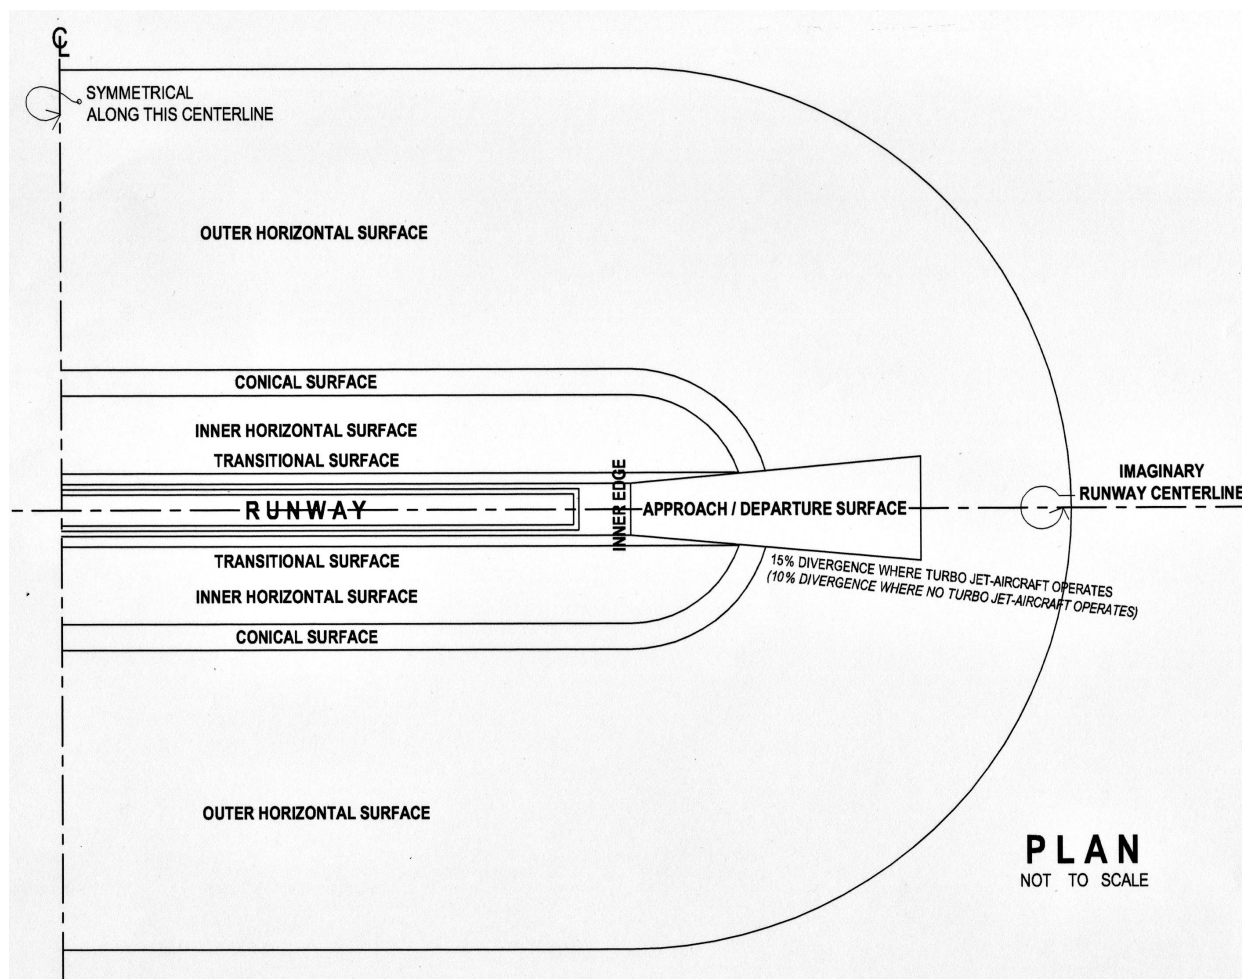 CL
SYMMETRICAL
ALONG THIS CENTERLINE
OUTER HORIZONTAL SURFACE
CONICAL SURFACE
INNER HORIZONTAL SURFACE
TRANSITIONAL SURFACE
RUNWAY
INNER EDGE
APPROACH / DEPARTURE SURFACE
IMAGINARY
RUNWAY CENTERLINE
TRANSITIONAL SURFACE
15% DIVERGENCE WHERE TURBO JET-AIRCRAFT OPERATES
(10% DIVERGENCE WHERE NO TURBO JET-AIRCRAFT OPERATES)
INNER HORIZONTAL SURFACE
CONICAL SURFACE
OUTER HORIZONTAL SURFACE
PLAN
NOT TO SCALE